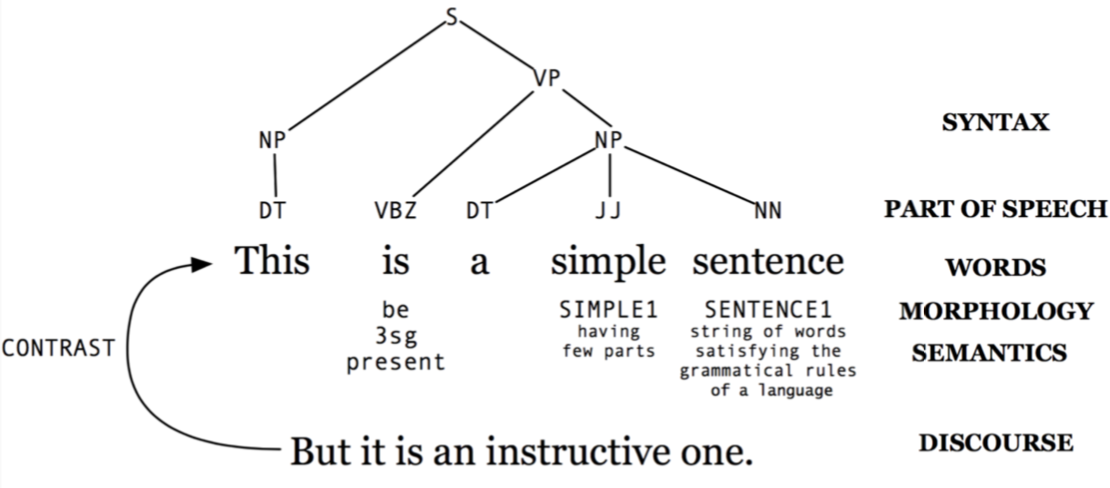 S
VP
NP NP SYNTAX
DT VBZ DT JJ NN PART OF SPEECH
This is a simple sentence WORDS
be SIMPLE1 SENTENCE1 MORPHOLOGY
3sg having string of words
present few parts satisfying the SEMANTICS
CONTRAST
grammatical rules
of a language
But it is an instructive one. DISCOURSE